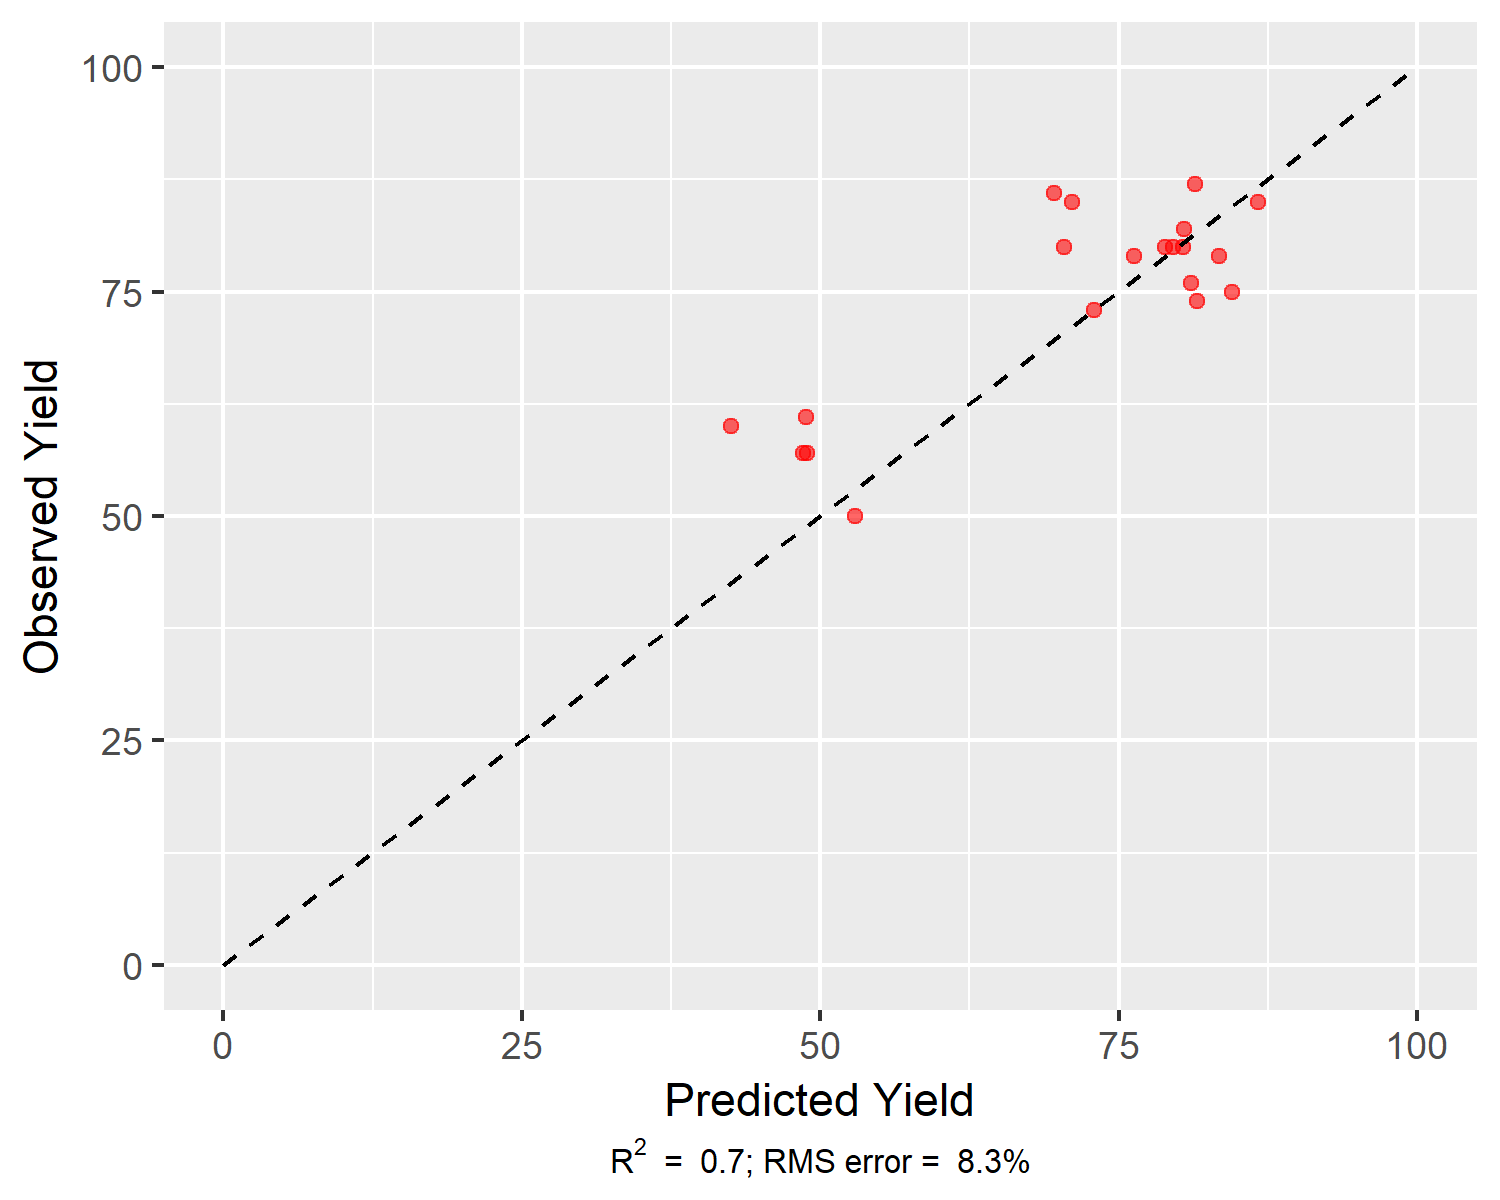 100
75
50
25
0
Observed Yield
0 25 50 75 100
Predicted Yield
R² = 0.7; RMS error = 8.3%